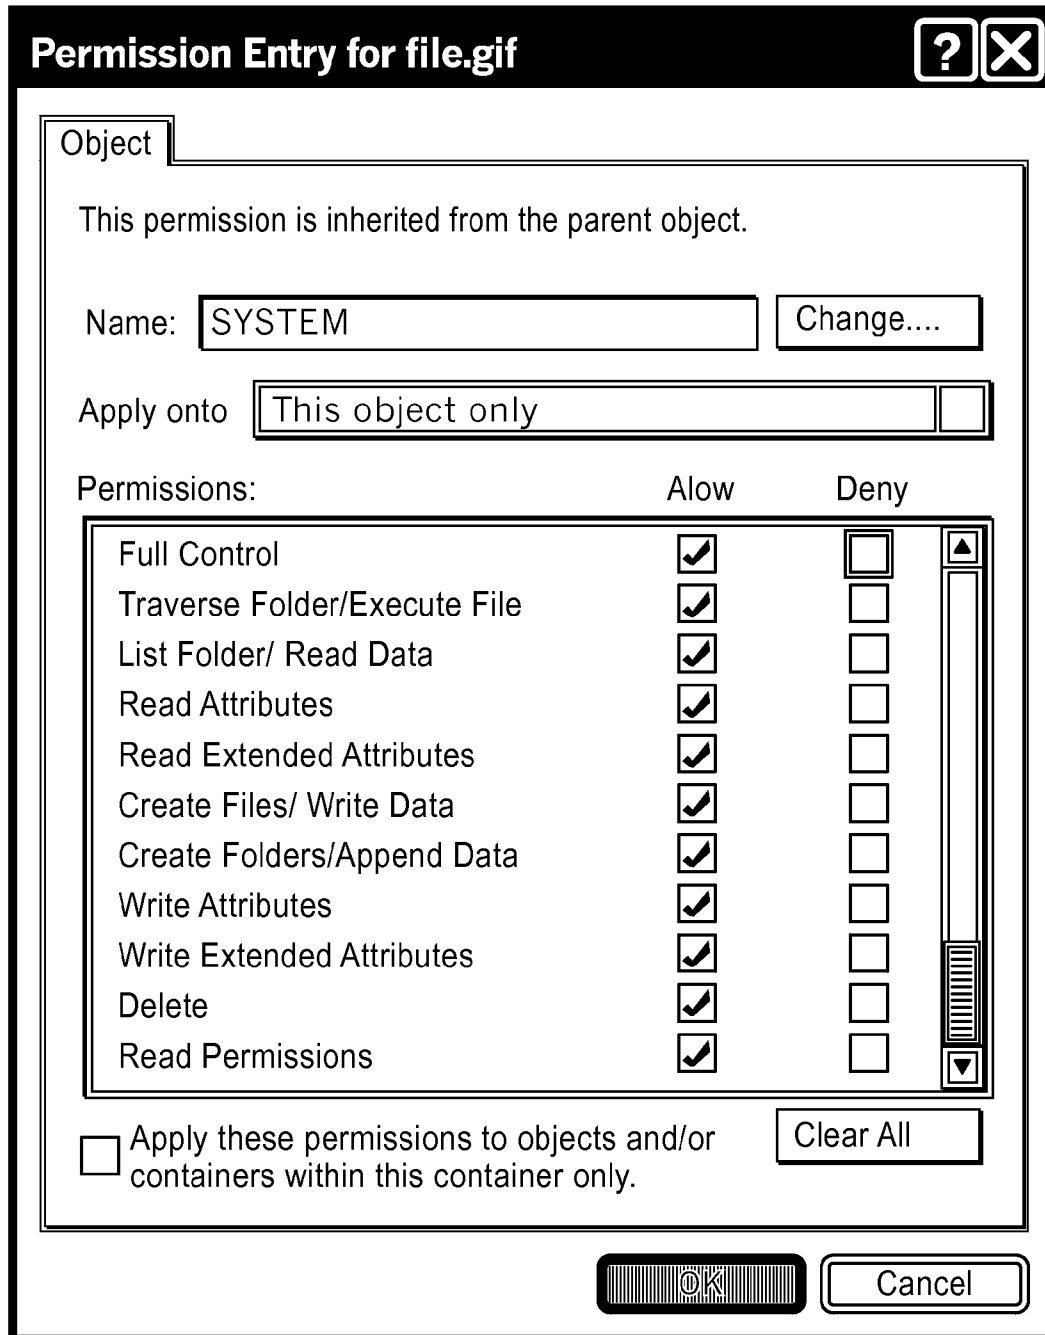 Permission Entry for file.gif
?
X
Object
This permission is inherited from the parent object.
Name: SYSTEM Change....
Apply onto This object only
Permissions: Alow Deny
Full Control
Traverse Folder/Execute File
List Folder/ Read Data
Read Attributes
Read Extended Attributes
Create Files/ Write Data
Create Folders/Append Data
Write Attributes
Write Extended Attributes
Delete
Read Permissions
Apply these permissions to objects and/or
containers within this container only.
Clear All
OK Cancel